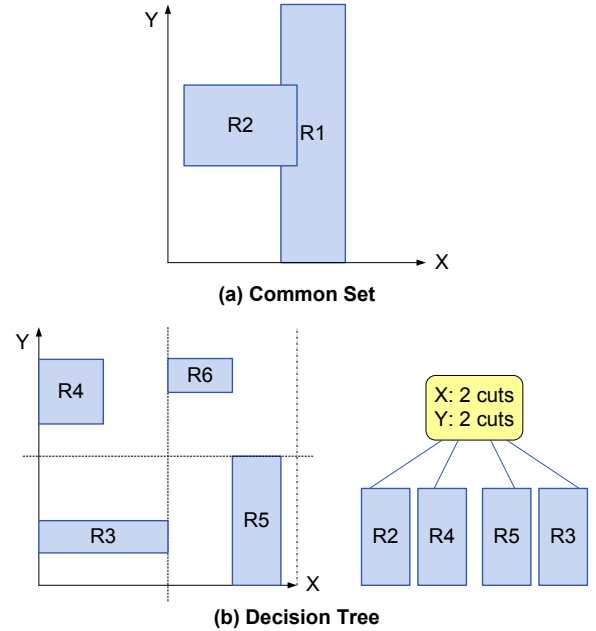 Y
R2
R1
X
(a) Common Set
Y
R4
R6
R3
R5
X
X: 2 cuts
Y: 2 cuts
R2 R4 R5 R3
(b) Decision Tree